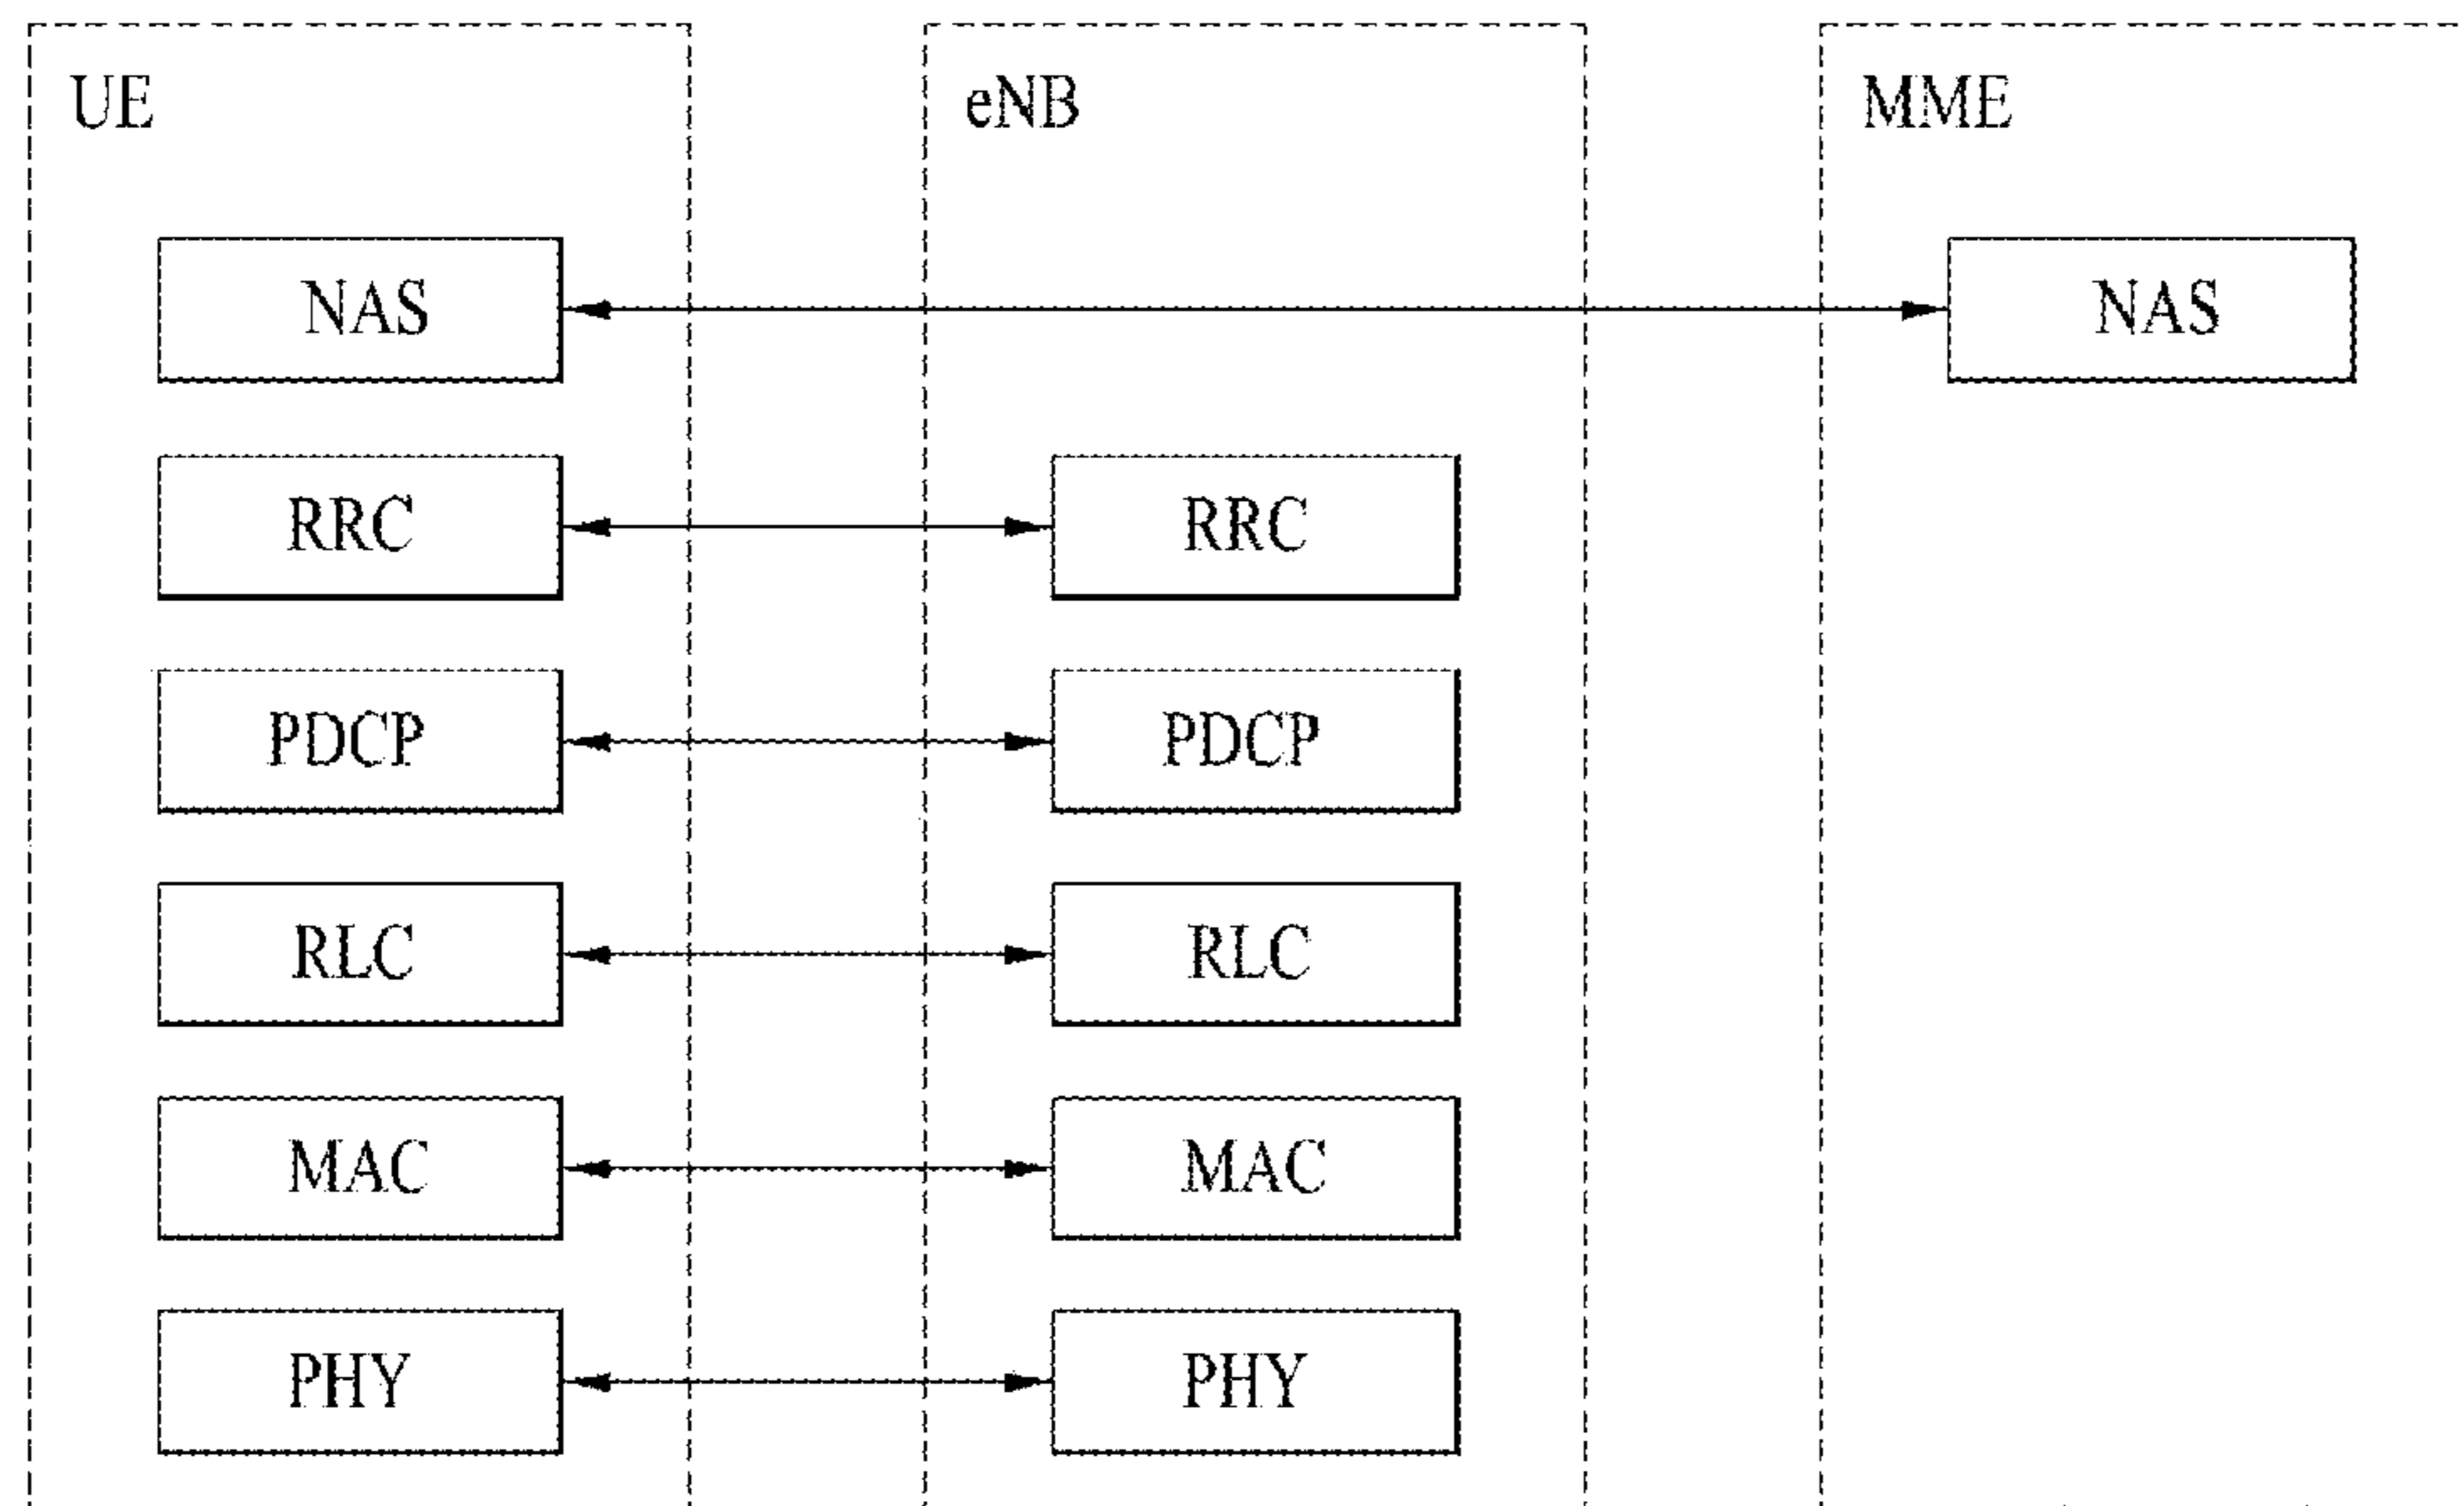 UE eNB MME
NAS NAS
RRC RRC
PDCP PDCP
RLC RLC
MAC MAC
PHY PHY